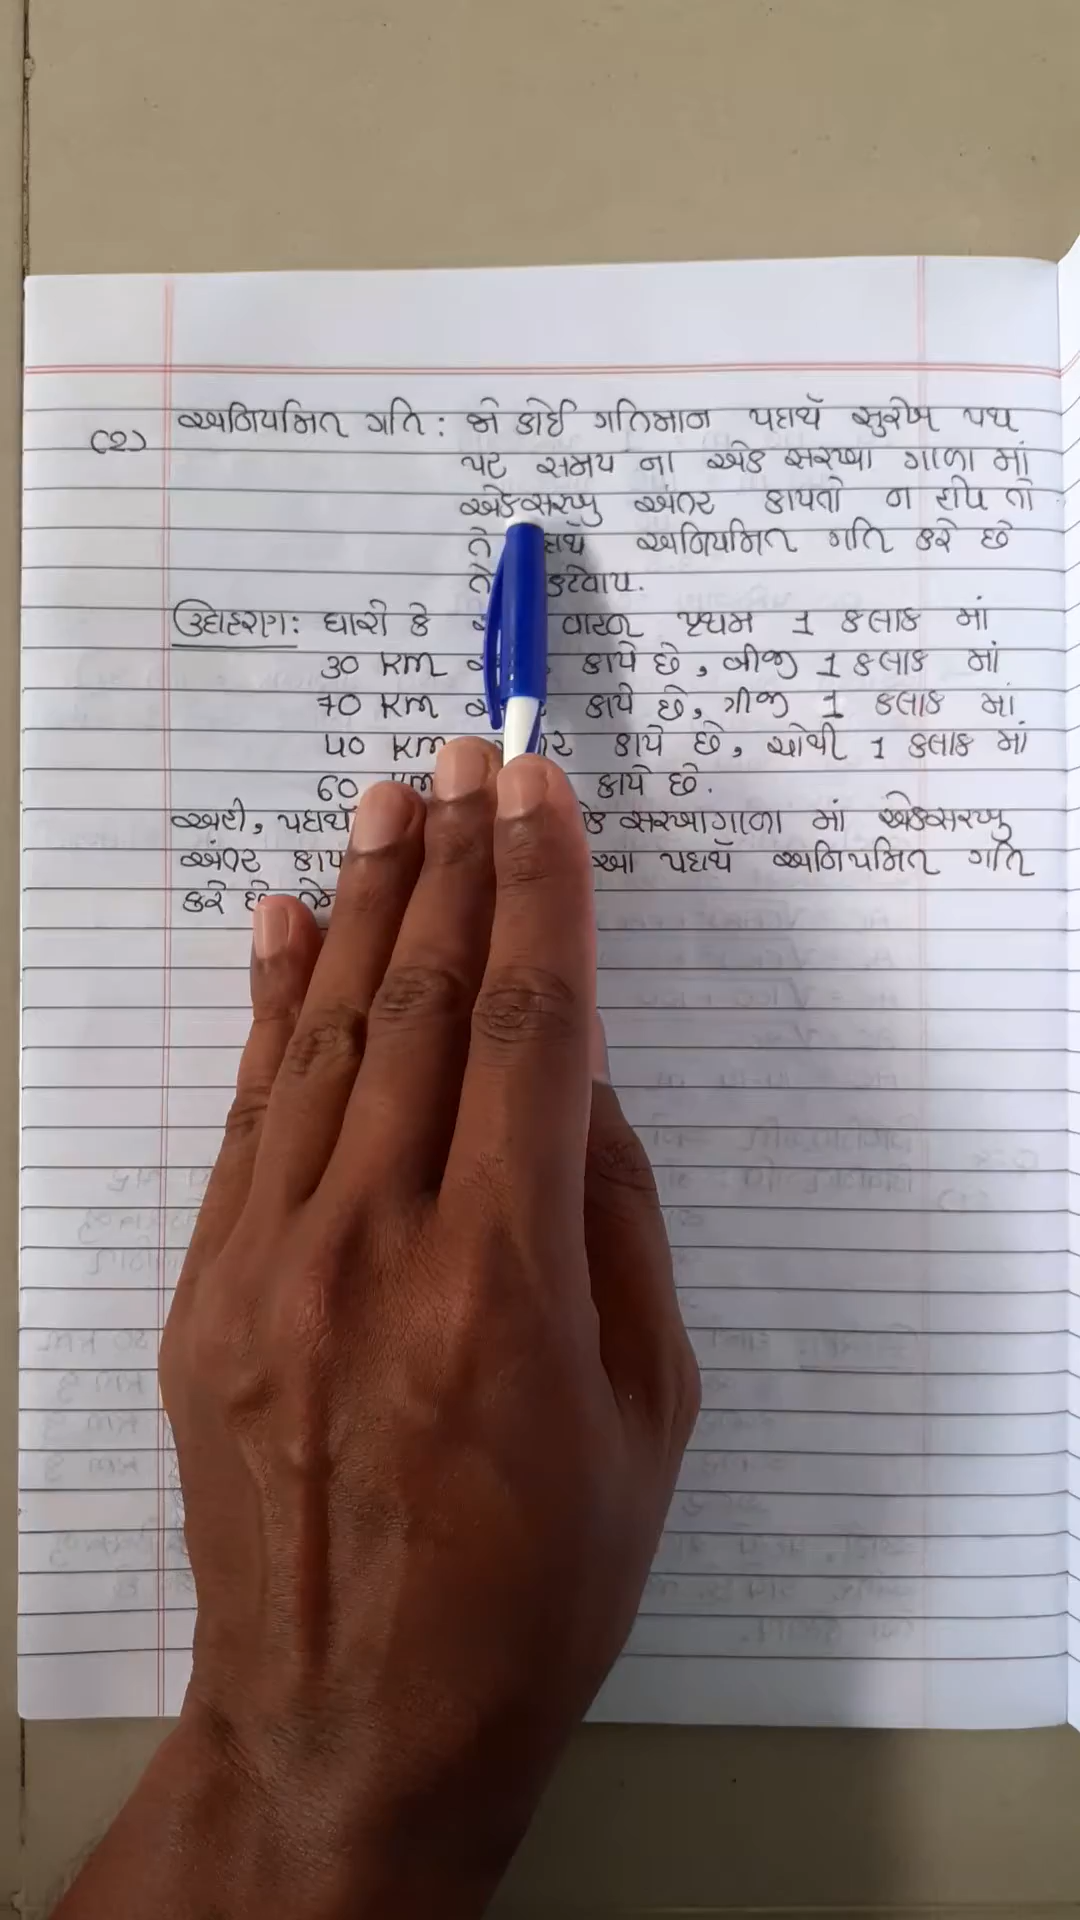 (2) અનિયમિત ગતિ : જો કોઈ ગતિમાન પદાર્થ સુરેખ પથ
પર સમય ના એક સરખા ગાળા માં
એકસરખુ અંતર કાપતો ન હોય તો
તે અનિયમિત ગતિ કરે છે
તે કહેવાય.
ઉદાહરણ: ધારો કે વાહન પ્રથમ 1 કલાક માં
30 km કાપે છે, બીજી 1 કલાક માં
70 km કાપે છે, ત્રીજી 1 કલાક માં
40 km કાપે છે, ચોથી 1 કલાક માં
60 km કાપે છે.
અહી, પદાર્થ સરખાગાળા માં એકસરખુ
અંતર આ પદાર્થ અનિયમિત ગતિ
કરે છે